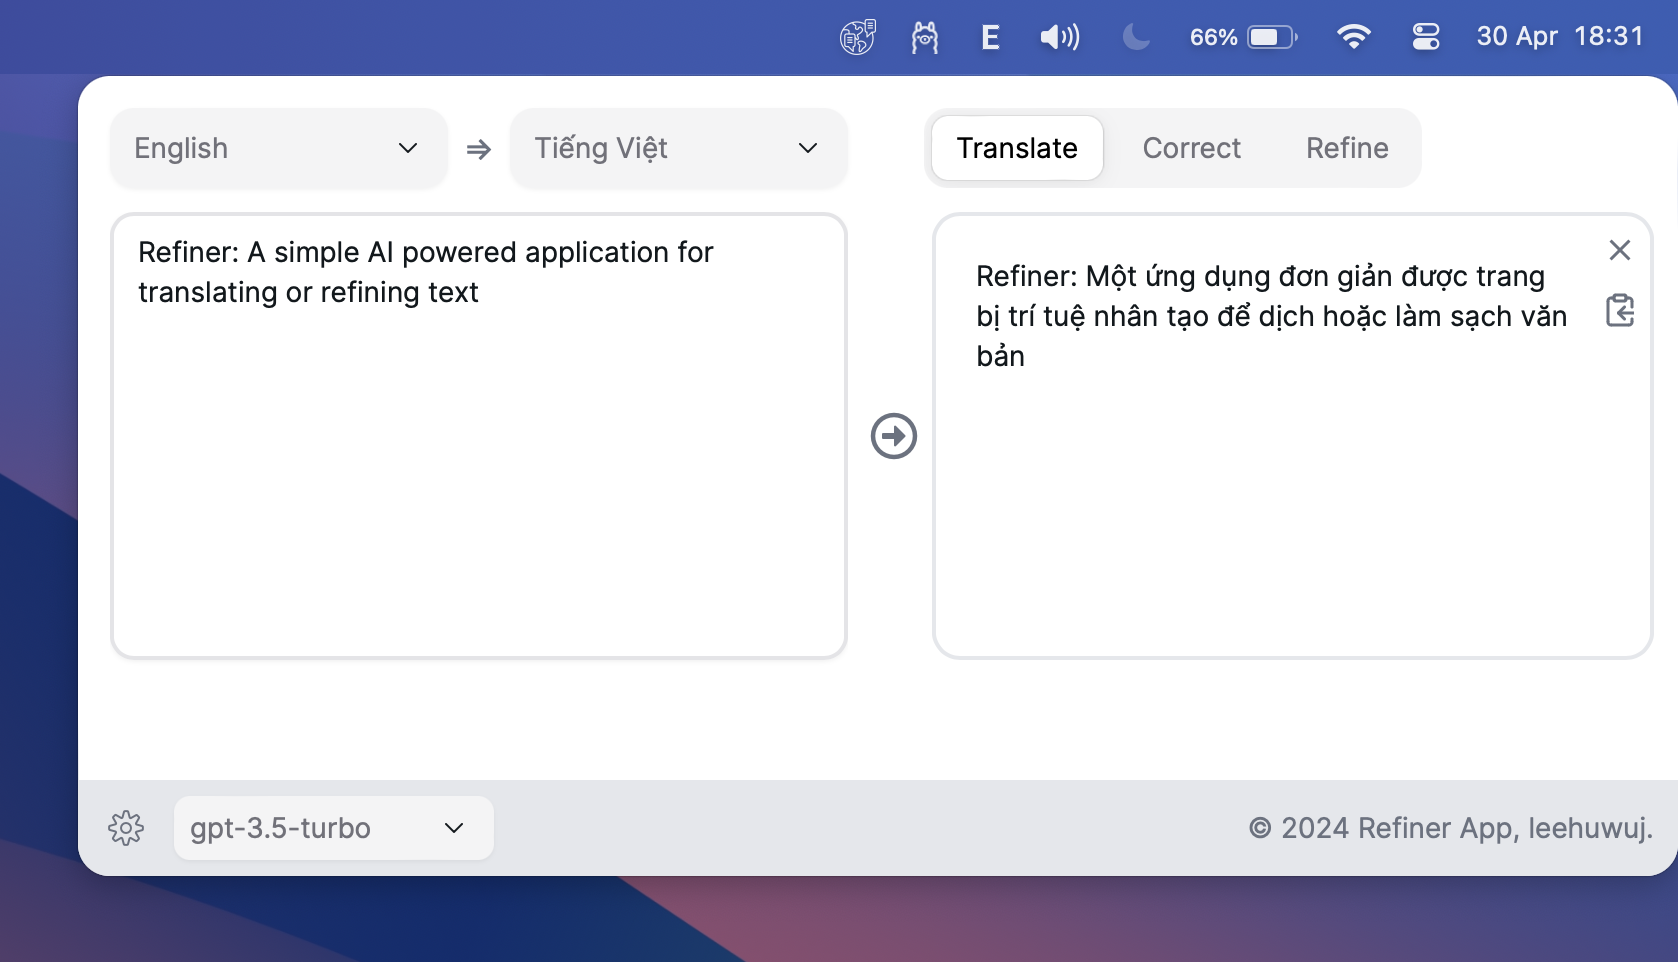 E
66%
30 Apr 18:31
English
Tiếng Việt
Translate
Correct
Refine
Refiner: A simple AI powered application for
translating or refining text
Refiner: Một ứng dụng đơn giản được trang
bị trí tuệ nhân tạo để dịch hoặc làm sạch văn
bản
gpt-3.5-turbo
© 2024 Refiner App, leehuwuj.